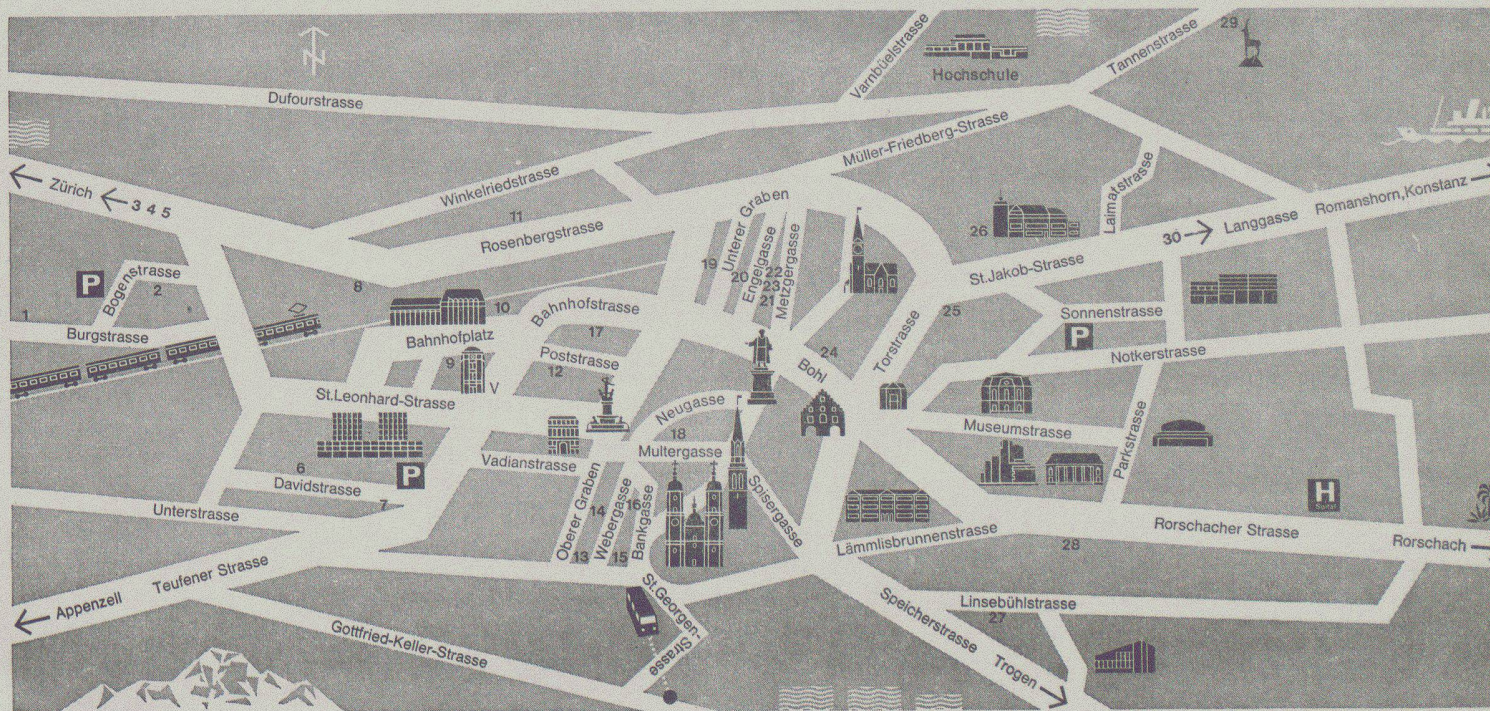 Varnbüelstrasse
Hochschule
Tannenstrasse
29
N
Dufourstrasse
Müller-Friedberg-Strasse
Winkelriedstrasse
Zürich
3 4 5
11
Rosenbergstrasse
Unterer Graben
Laimatstrasse
26
Romanshorn,Konstanz
30
Langgasse
St.Jakob-Strasse
19
20
Engelgasse
22
23
21
Metzgergasse
P
Bogenstrasse
2
8
10
Bahnhofstrasse
1
Burgstrasse
Bahnhofplatz
17
Poststrasse
12
9
V
25
Sonnenstrasse
P
Torstrasse
24
Bohl
Notkerstrasse
St.Leonhard-Strasse
Neugasse
18
Multergasse
Museumstrasse
Parkstrasse
Vadianstrasse
6
Davidstrasse
P
7
Unterstrasse
Oberer Graben
14
Webergasse
16
Bankgasse
13
15
Spisergasse
H
Lämmlisbrunnenstrasse
28
Rorschacher Strasse
Rorschach
Teufener Strasse
Appenzell
Gottfried-Keller-Strasse
St.Georgen-
Strasse
Speicherstrasse
Trogen
Linsebühlstrasse
27